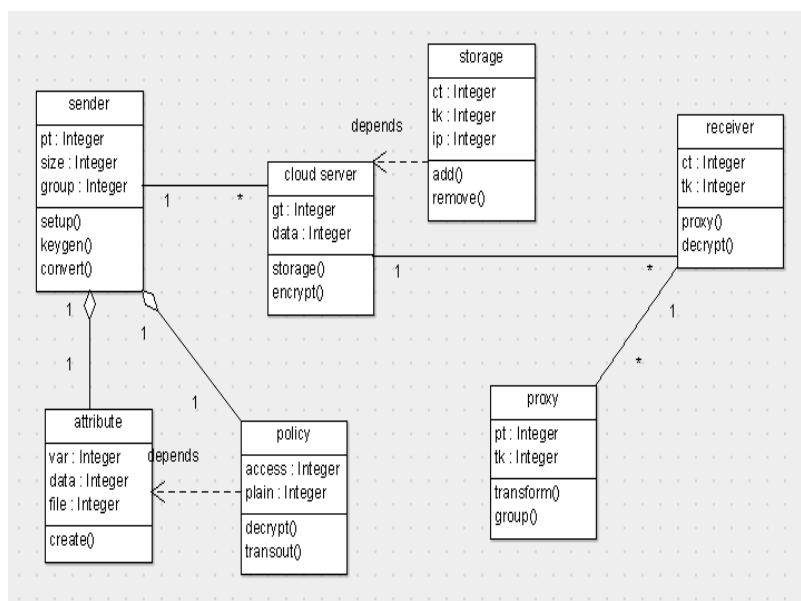 storage
ct : Integer
tk : Integer
ip : Integer
add()
remove()
sender
pt : Integer
size : Integer
group : Integer
setup()
keygen()
convert()
depends
cloud server
gt : Integer
data : Integer
storage()
encrypt()
receiver
ct : Integer
tk : Integer
proxy()
decrypt()
1
*
1
*
1
1
1
1
1
*
attribute
var : Integer
data : Integer
file : Integer
create()
depends
policy
access : Integer
plain : Integer
decrypt()
transout()
proxy
pt : Integer
tk : Integer
transform()
group()